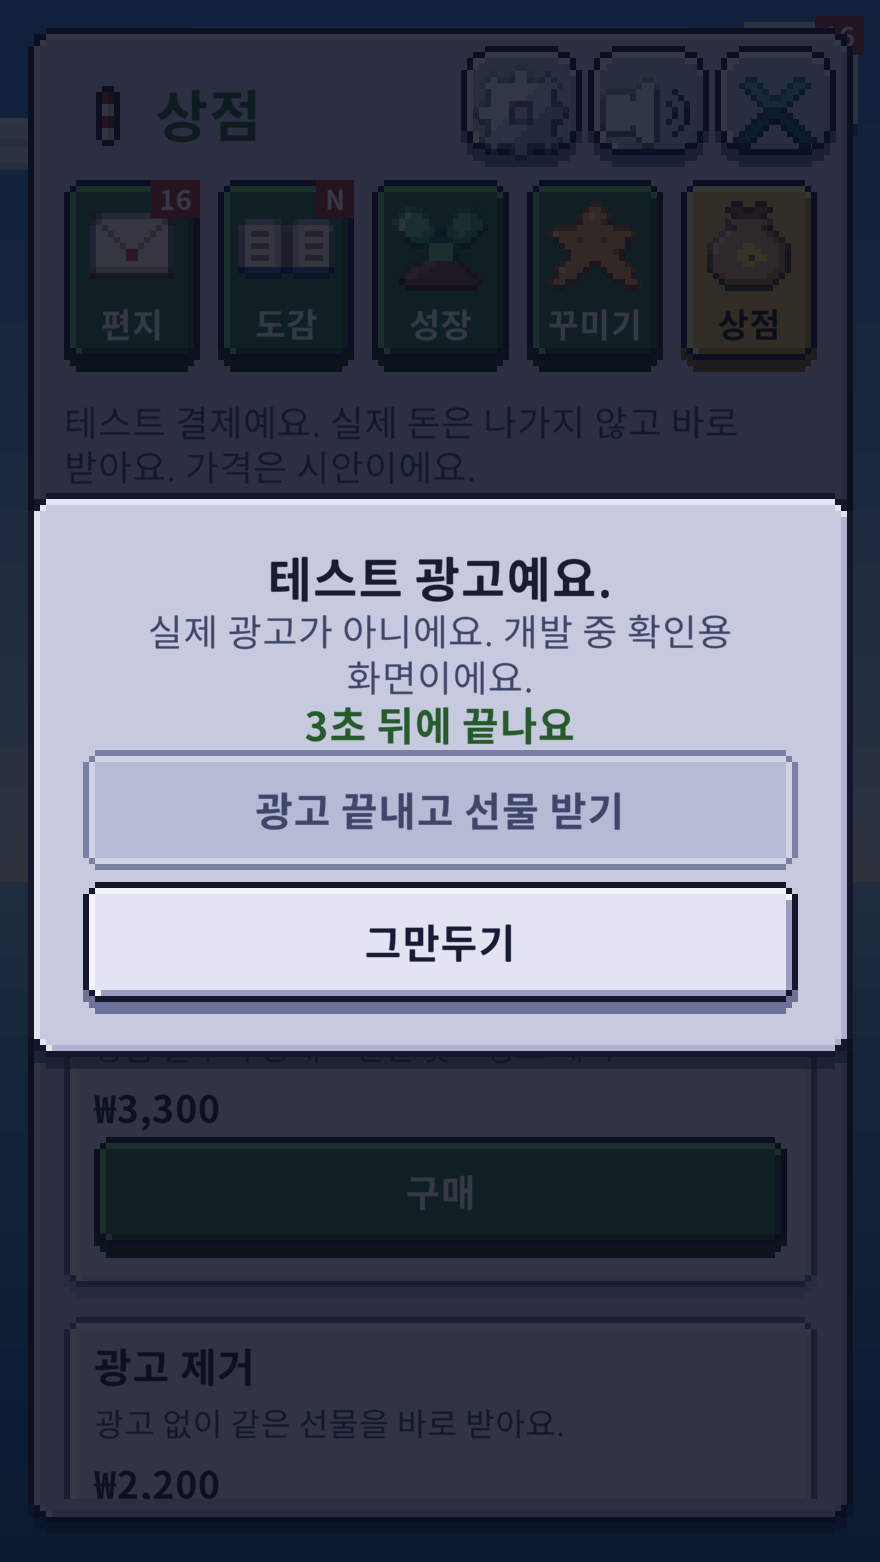 상점
16
N
편지
도감
성장
꾸미기
상점
테스트 결제예요. 실제 돈은 나가지 않고 바로
받아요. 가격은 시안이에요.
테스트 광고예요.
실제 광고가 아니에요. 개발 중 확인용
화면이에요.
3초 뒤에 끝나요
광고 끝내고 선물 받기
그만두기
₩3,300
구매
광고 제거
광고 없이 같은 선물을 바로 받아요.
₩2,200